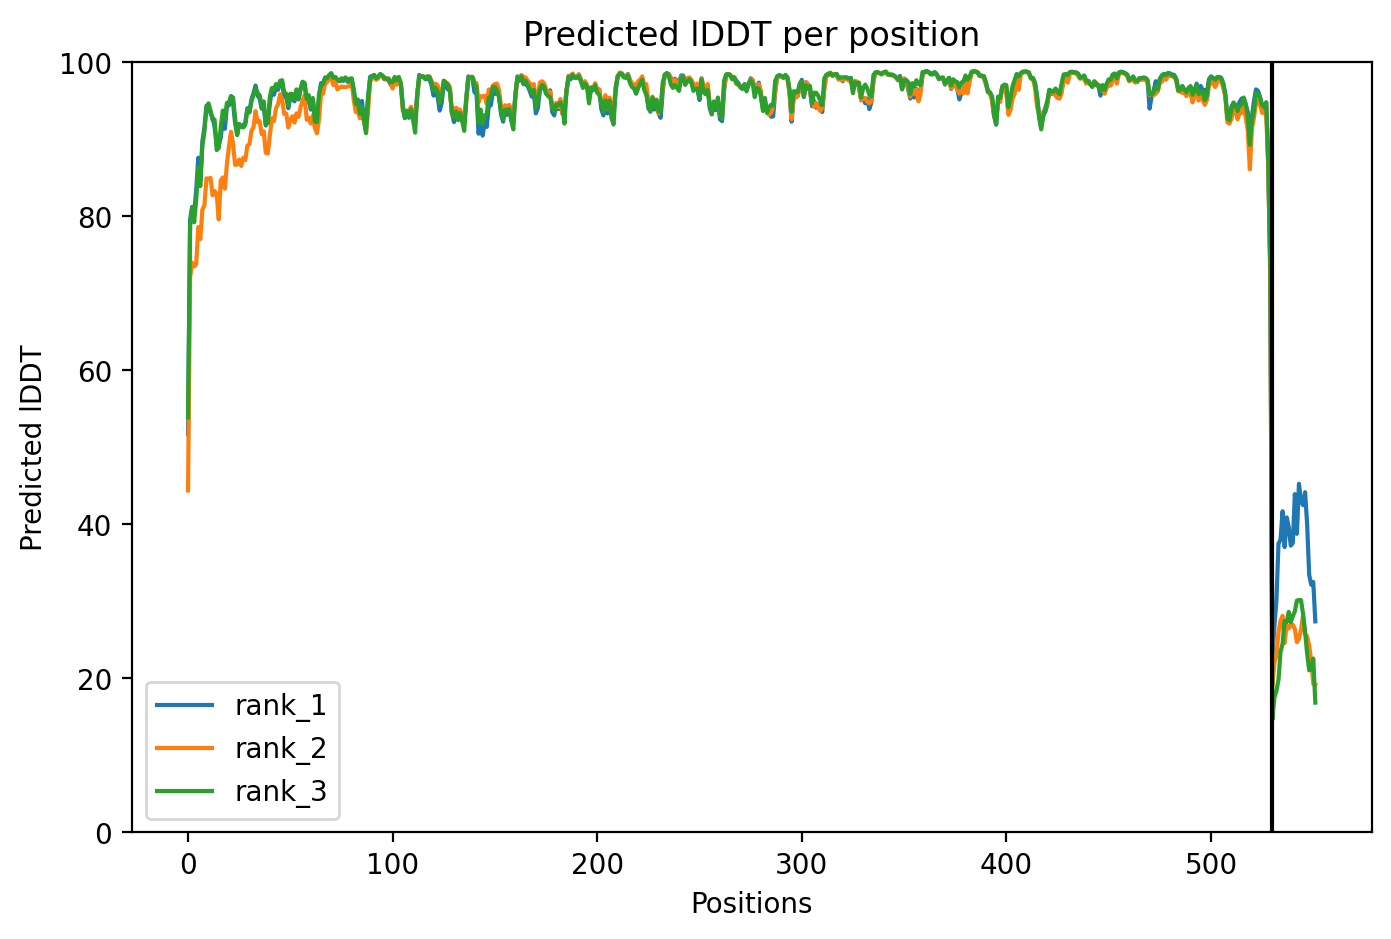 Predicted lDDT per position
Predicted lDDT
100
80
60
40
20
0
rank_1
rank_2
rank_3
0 100 200 300 400 500
Positions